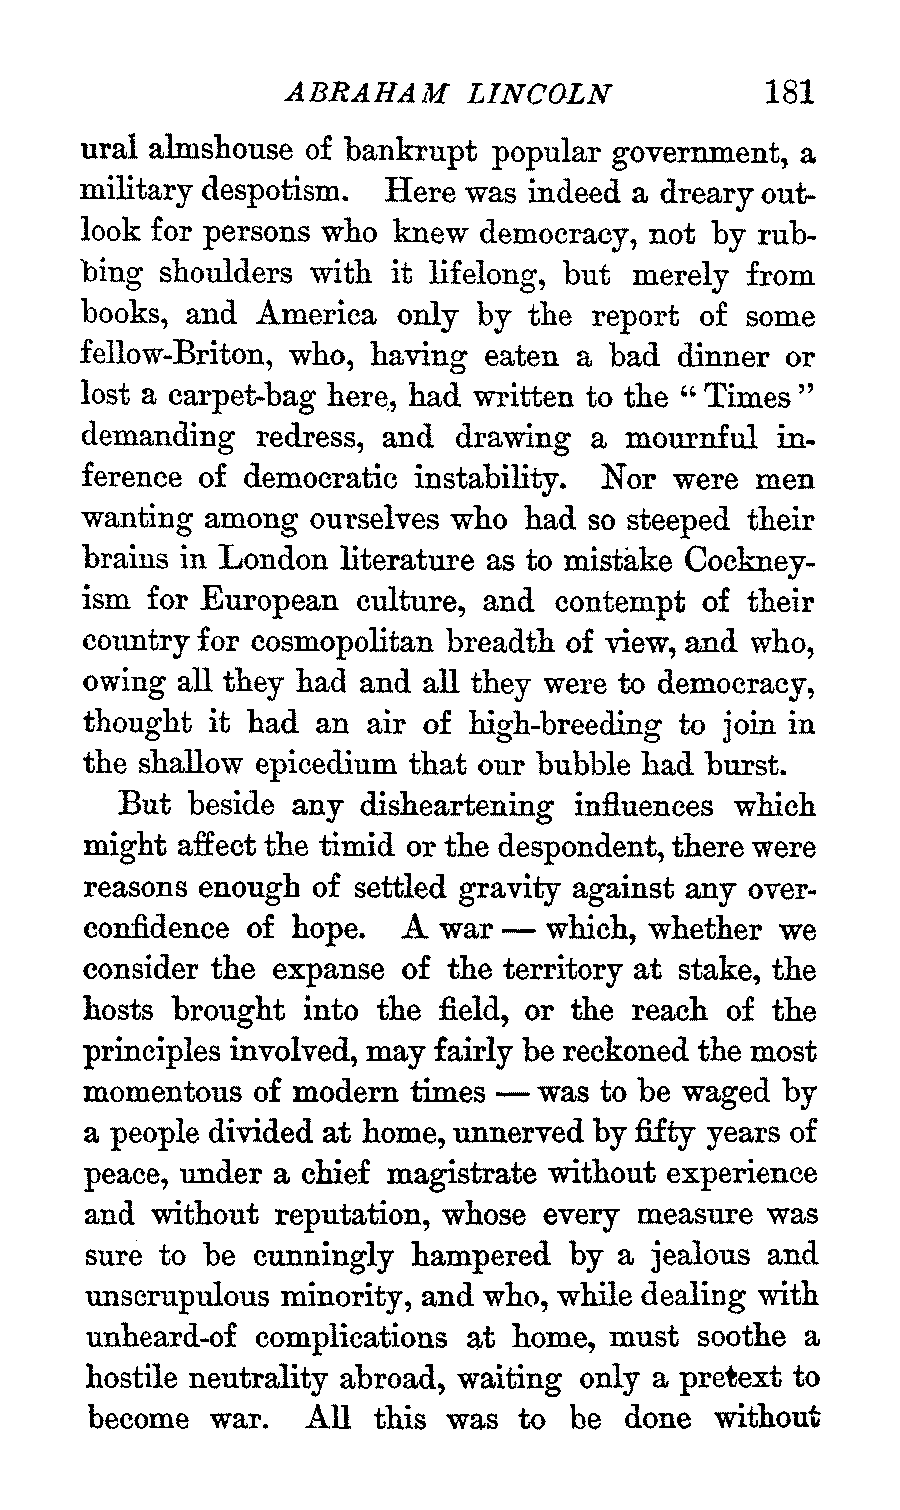 ABRAHAM LINCOLN 181
ural almshouse of bankrupt popular government, a
military despotism. Here was indeed a dreary out-
look for persons who knew democracy, not by rub-
bing shoulders with it lifelong, but merely from
books, and America only by the report of some
fellow-Briton, who, having eaten a bad dinner or
lost a carpet-bag here, had written to the “ Times ”
demanding redress, and drawing a mournful in-
ference of democratic instability. Nor were men
wanting among ourselves who had so steeped their
brains in London literature as to mistake Cockney-
ism for European culture, and contempt of their
country for cosmopolitan breadth of view, and who,
owing all they had and all they were to democracy,
thought it had an air of high-breeding to join in
the shallow epicedium that our bubble had burst.
But beside any disheartening influences which
might affect the timid or the despondent, there were
reasons enough of settled gravity against any over-
confidence of hope. A war — which, whether we
consider the expanse of the territory at stake, the
hosts brought into the field, or the reach of the
principles involved, may fairly be reckoned the most
momentous of modern times — was to be waged by
a people divided at home, unnerved by fifty years of
peace, under a chief magistrate without experience
and without reputation, whose every measure was
sure to be cunningly hampered by a jealous and
unscrupulous minority, and who, while dealing with
unheard-of complications at home, must soothe a
hostile neutrality abroad, waiting only a pretext to
become war. All this was to be done without